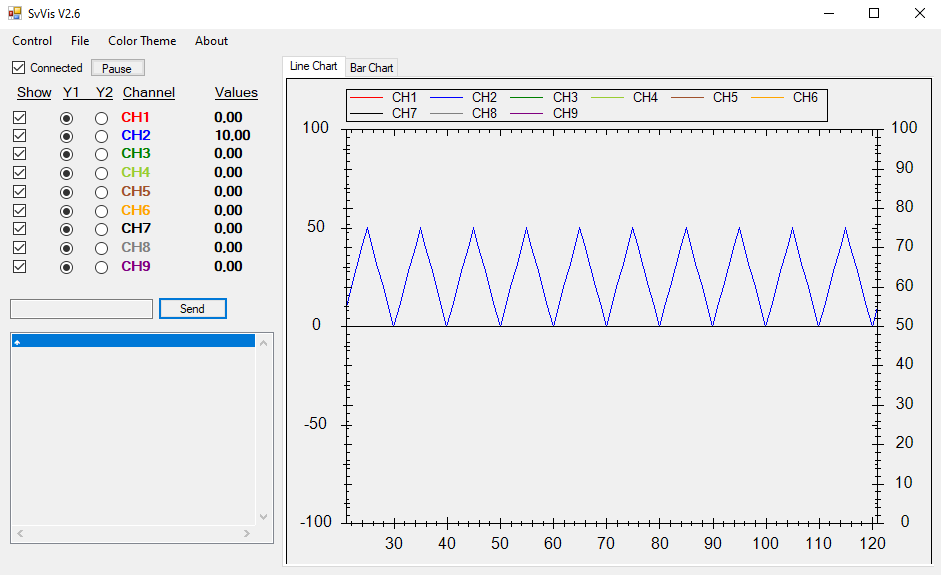 SvVis V2.6
Control File Color Theme About
Connected Pause
Show Y1 Y2 Channel Values
CH1 0.00
CH2 10.00
CH3 0.00
CH4 0.00
CH5 0.00
CH6 0.00
CH7 0.00
CH8 0.00
CH9 0.00
Send
Line Chart Bar Chart
CH1 CH2 CH3 CH4 CH5 CH6
CH7 CH8 CH9
100 100
90
80
50 70
60
0 50
40
30
-50
20
10
-100 0
30 40 50 60 70 80 90 100 110 120